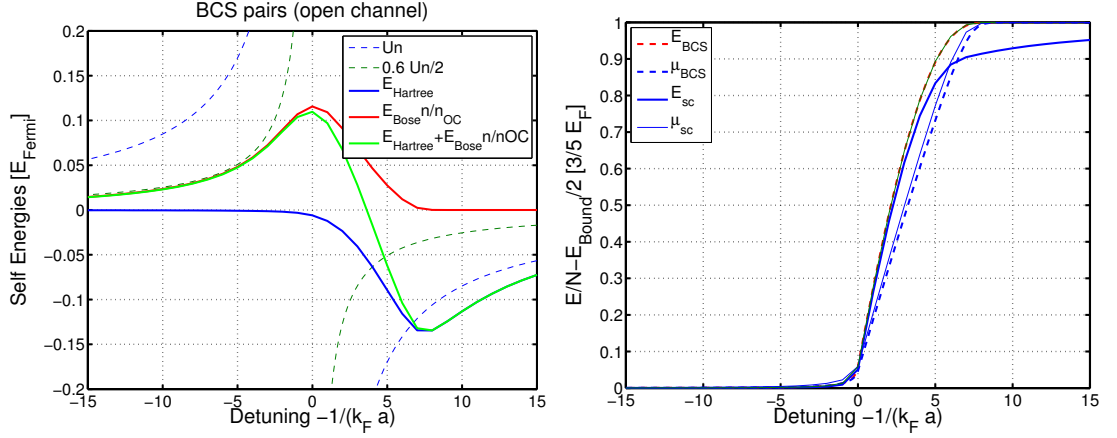 BCS pairs (open channel)
Self Energies [E_Fermi]
0.2
0.15
0.1
0.05
0
−0.05
−0.1
−0.15
−0.2
−15
−10
−5
0
5
10
15
Detuning −1/(k_F a)
Un
0.6 Un/2
E_Hartree
E_Bose n/n_OC
E_Hartree+E_Bose n/nOC
E/N−E_Bound/2 [3/5 E_F]
1
0.9
0.8
0.7
0.6
0.5
0.4
0.3
0.2
0.1
0
−15
−10
−5
0
5
10
15
Detuning −1/(k_F a)
E_BCS
μ_BCS
E_sc
μ_sc